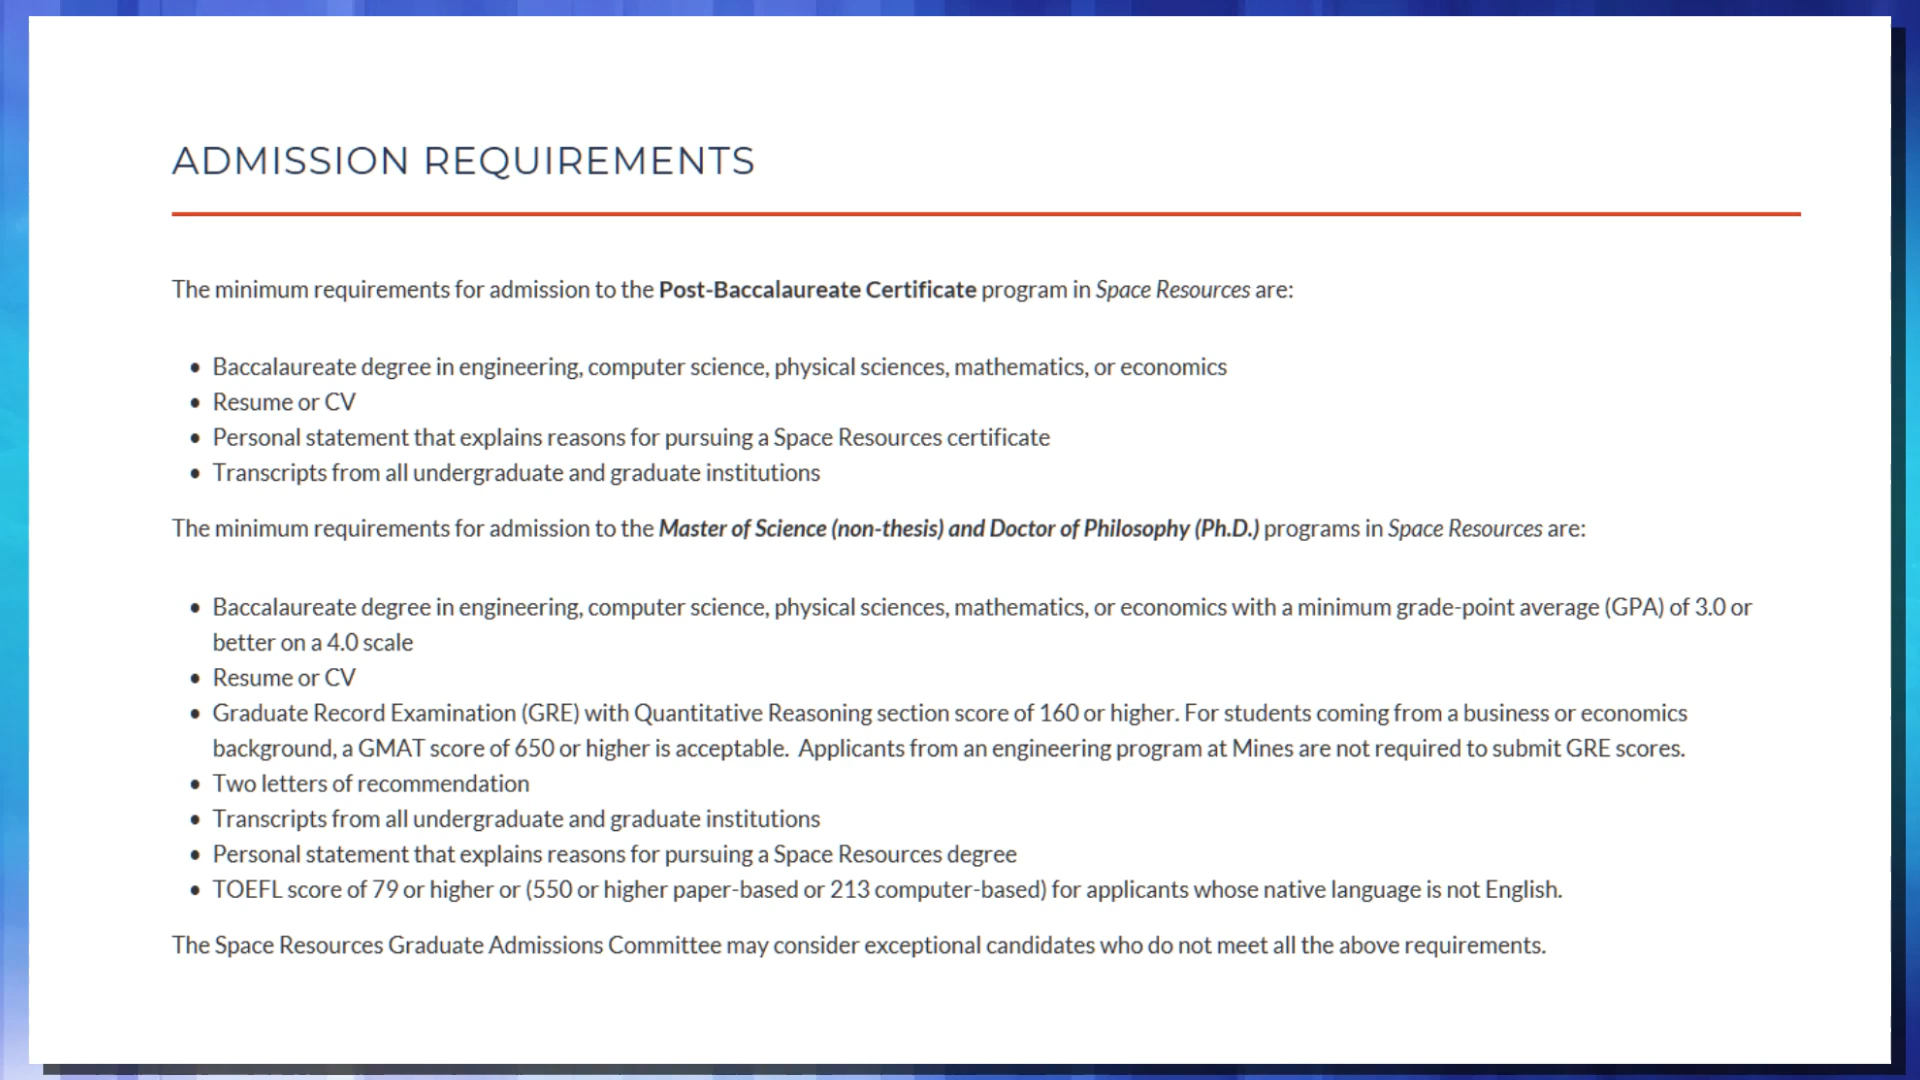 ADMISSION REQUIREMENTS
The minimum requirements for admission to the Post-Baccalaureate Certificate program in Space Resources are:
• Baccalaureate degree in engineering, computer science, physical sciences, mathematics, or economics
• Resume or CV
• Personal statement that explains reasons for pursuing a Space Resources certificate
• Transcripts from all undergraduate and graduate institutions
The minimum requirements for admission to the Master of Science (non-thesis) and Doctor of Philosophy (Ph.D.) programs in Space Resources are:
• Baccalaureate degree in engineering, computer science, physical sciences, mathematics, or economics with a minimum grade-point average (GPA) of 3.0 or
better on a 4.0 scale
• Resume or CV
• Graduate Record Examination (GRE) with Quantitative Reasoning section score of 160 or higher. For students coming from a business or economics
background, a GMAT score of 650 or higher is acceptable. Applicants from an engineering program at Mines are not required to submit GRE scores.
• Two letters of recommendation
• Transcripts from all undergraduate and graduate institutions
• Personal statement that explains reasons for pursuing a Space Resources degree
• TOEFL score of 79 or higher or (550 or higher paper-based or 213 computer-based) for applicants whose native language is not English.
The Space Resources Graduate Admissions Committee may consider exceptional candidates who do not meet all the above requirements.